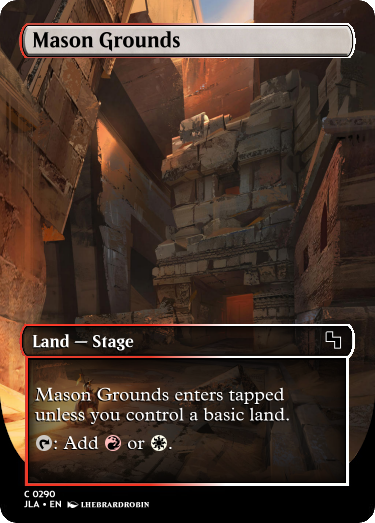 Mason Grounds
Land — Stage
Mason Grounds enters tapped
unless you control a basic land.
: Add or .
C 0290
JLA • EN LHEBRARDROBIN